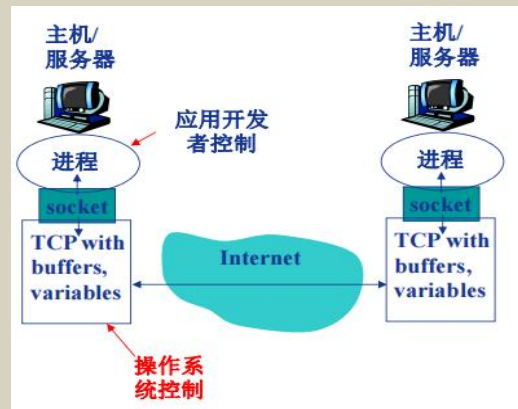 主机/
服务器
主机/
服务器
应用开发
者控制
进程
进程
socket
socket
TCP with
buffers,
variables
Internet
TCP with
buffers,
variables
操作系
统控制